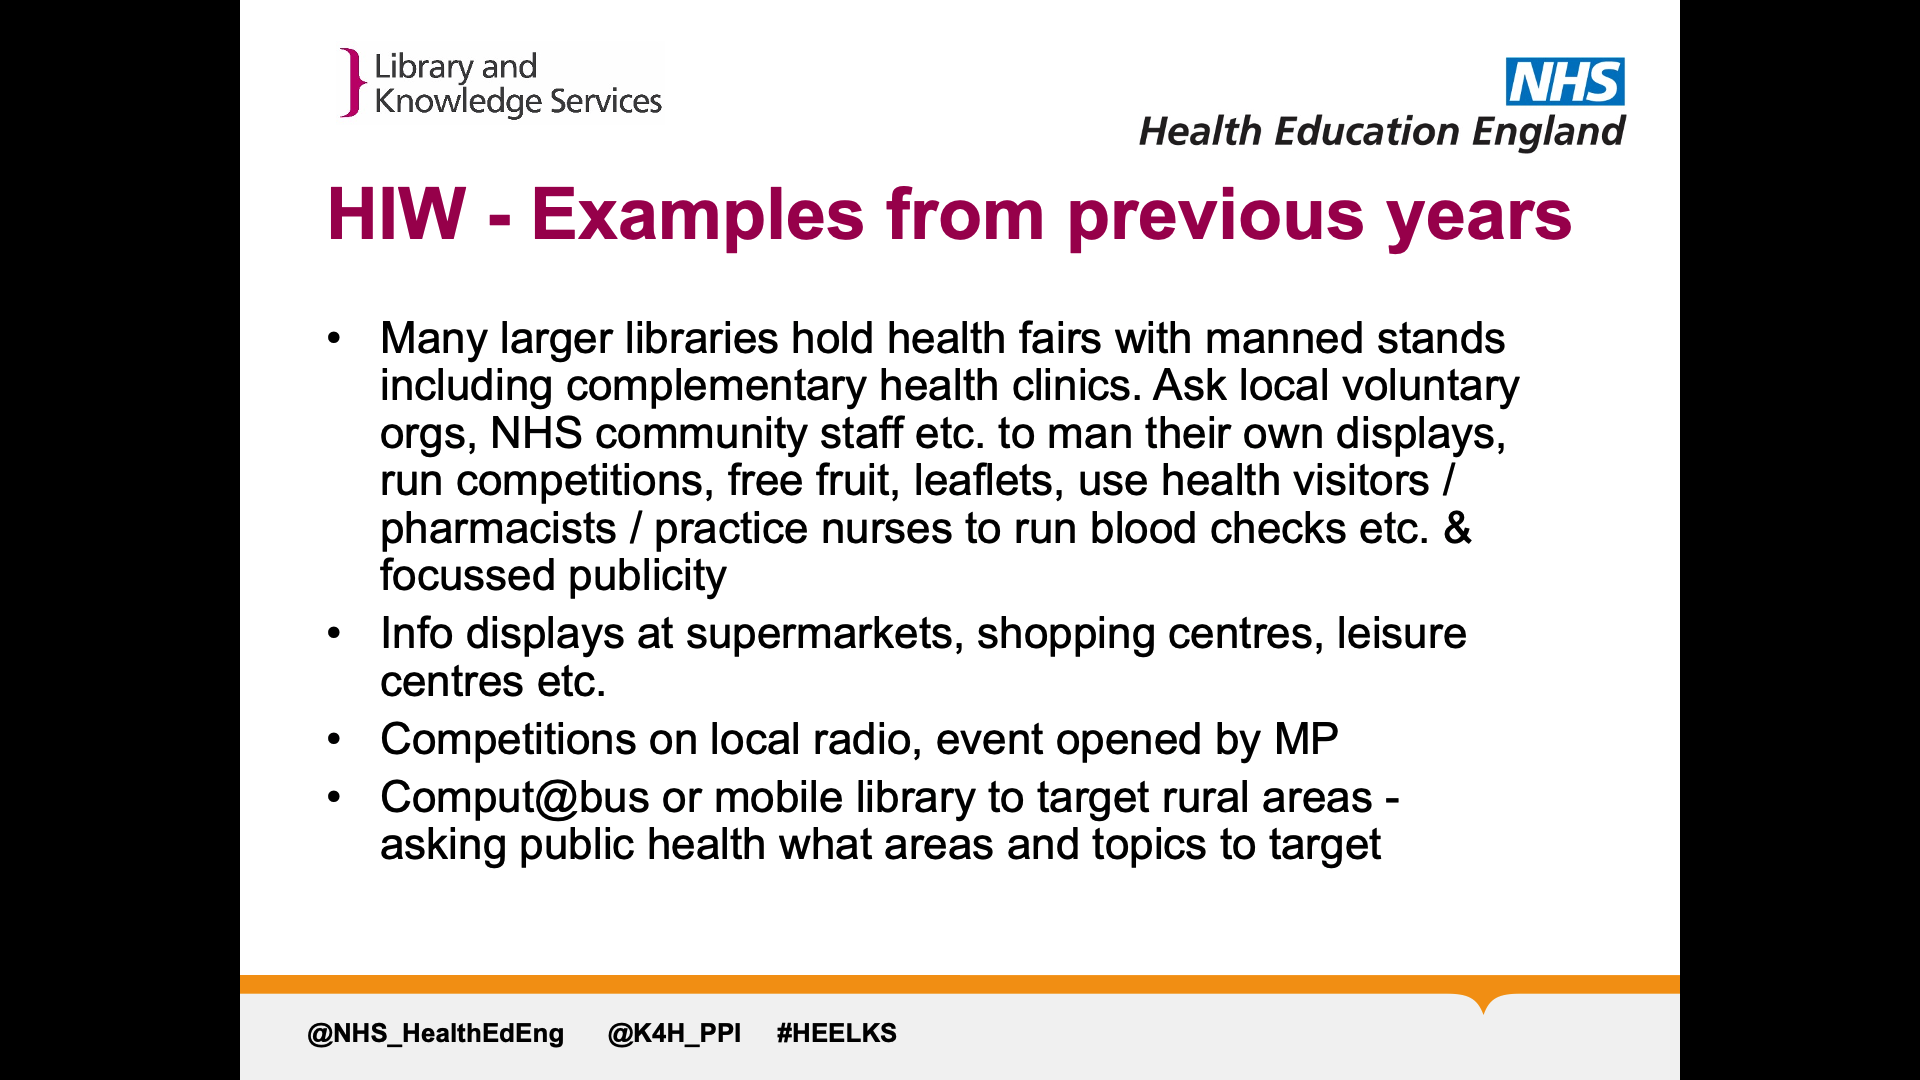 Library and
Knowledge Services
NHS
Health Education England
HIW - Examples from previous years
• Many larger libraries hold health fairs with manned stands
including complementary health clinics. Ask local voluntary
orgs, NHS community staff etc. to man their own displays,
run competitions, free fruit, leaflets, use health visitors /
pharmacists / practice nurses to run blood checks etc. &
focussed publicity
• Info displays at supermarkets, shopping centres, leisure
centres etc.
• Competitions on local radio, event opened by MP
• Comput@bus or mobile library to target rural areas -
asking public health what areas and topics to target
@NHS_HealthEdEng @K4H_PPI #HEELKS